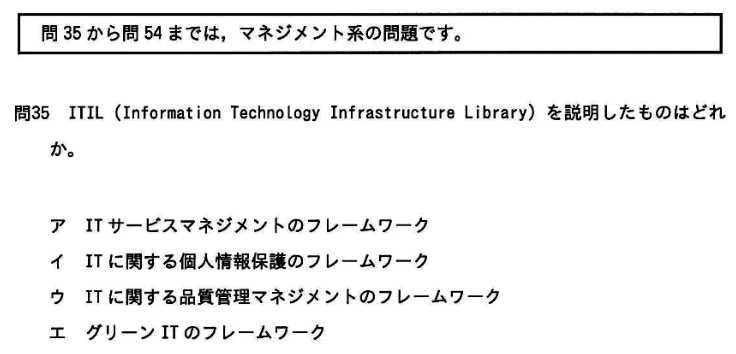 問 35 から問 54 までは，マネジメント系の問題です。
問35 ITIL（Information Technology Infrastructure Library）を説明したものはどれ
か。
ア IT サービスマネジメントのフレームワーク
イ IT に関する個人情報保護のフレームワーク
ウ IT に関する品質管理マネジメントのフレームワーク
エ グリーン IT のフレームワーク